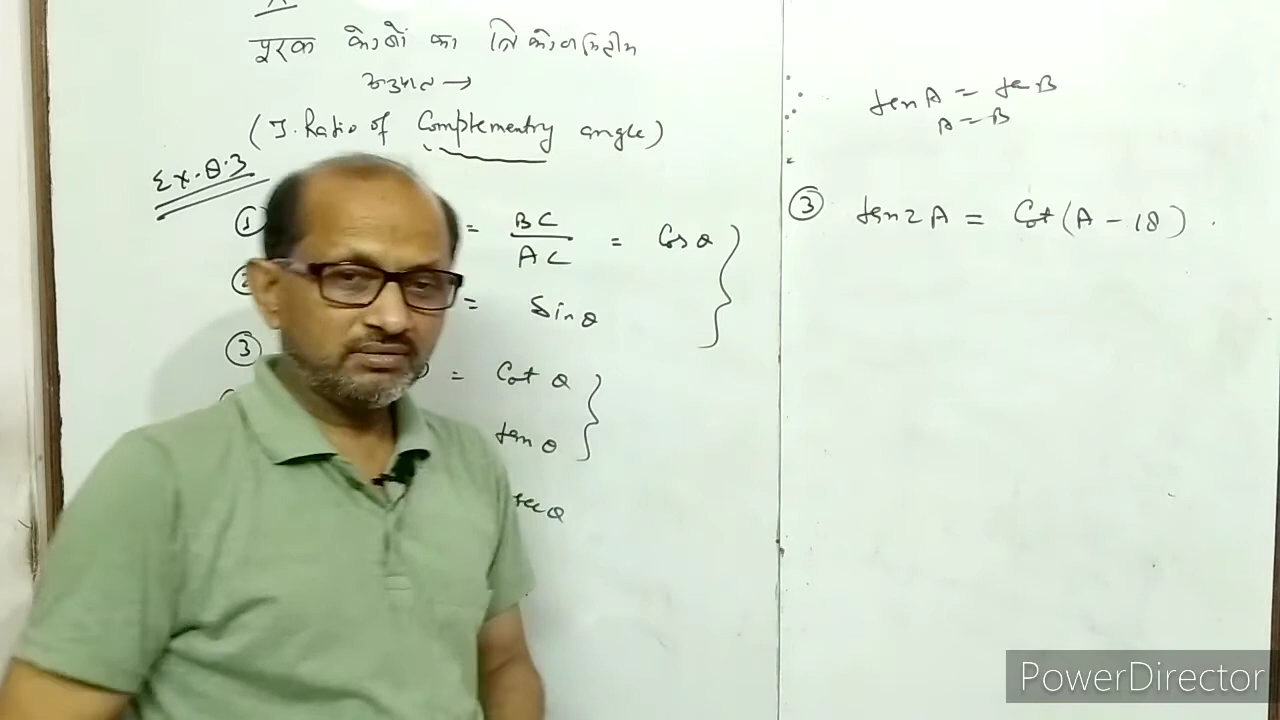 पूरक कोणों का त्रिकोणमितीय
अनुपात →
(T. Ratio of Complementry angle)
Ex. 8.3
① = BC/AC = Cos θ
= Sin θ
③ = Cot θ
tan θ
sec θ
tan A = tan B
A = B
③ tan 2A = Cot (A - 18)
PowerDirector